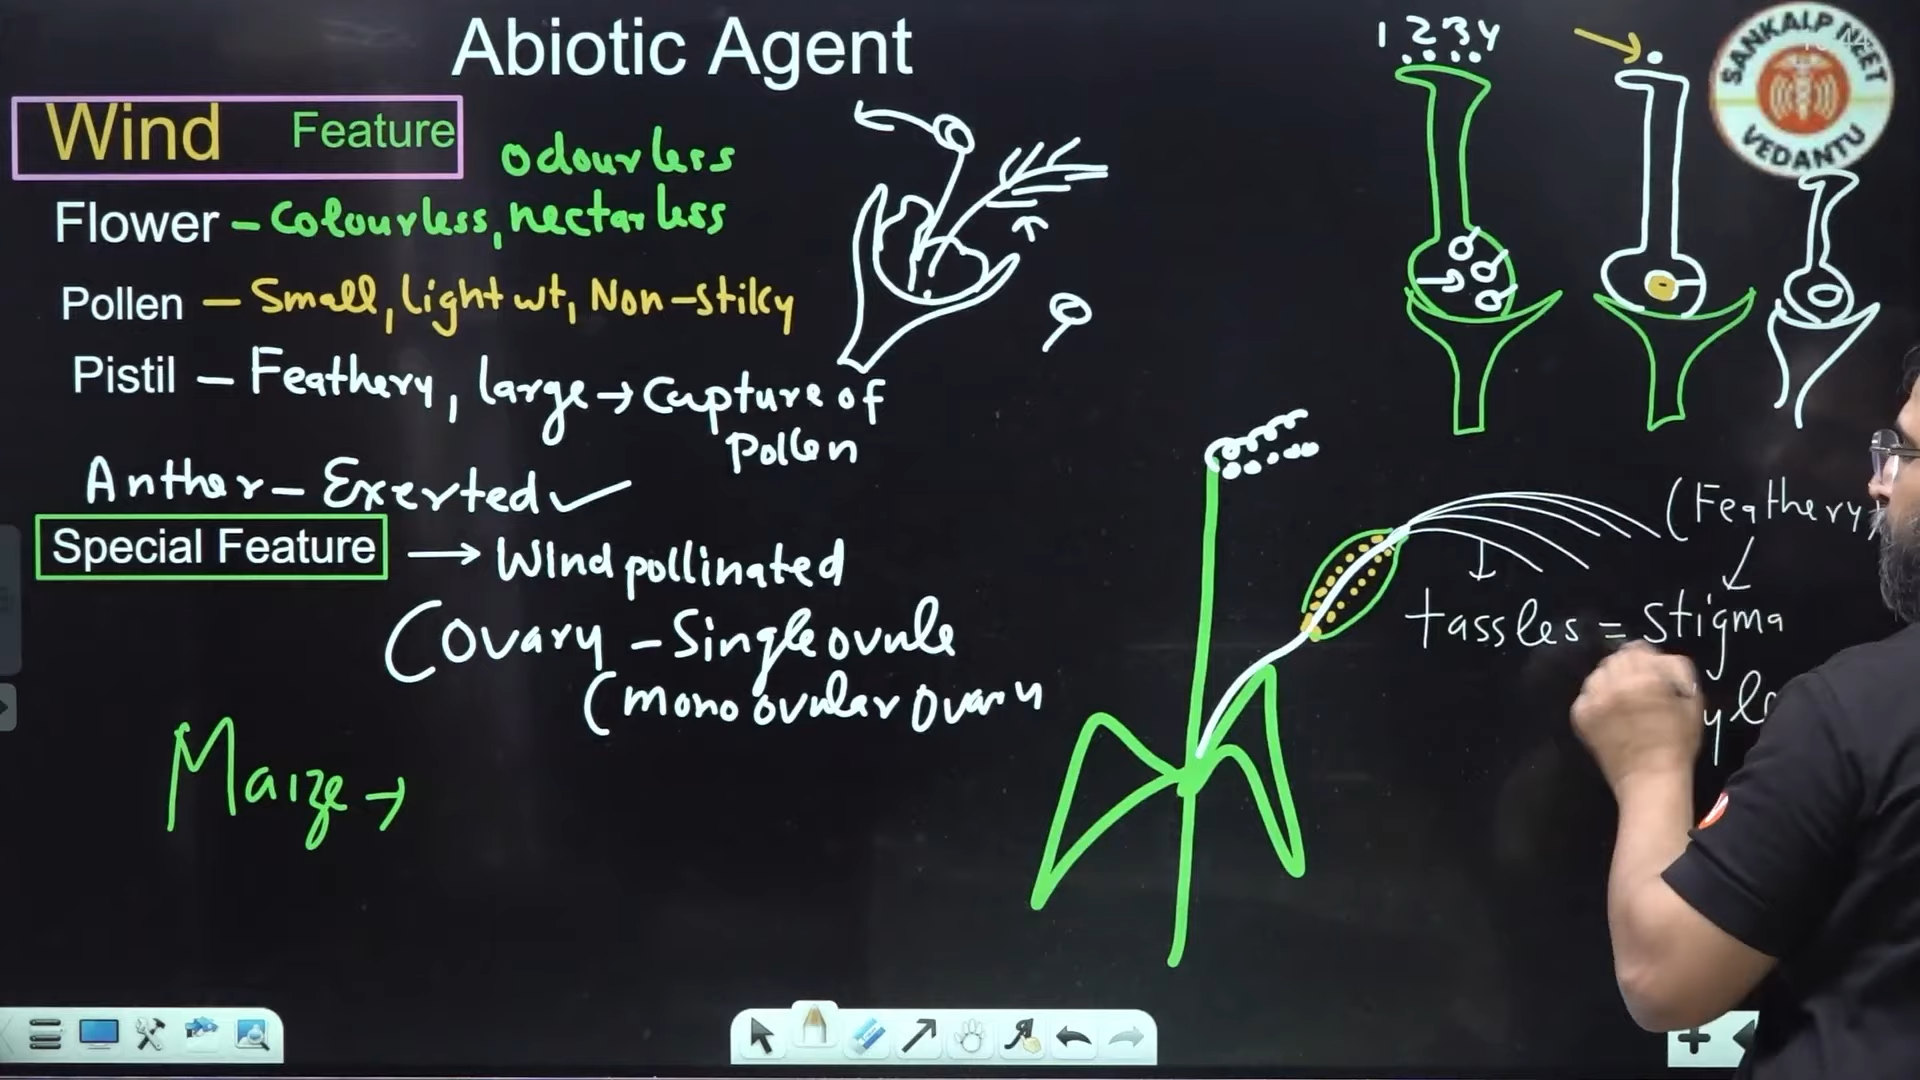 Abiotic Agent
1 2 3 4
SANKALP NEET
VEDANTU
Wind Feature
odourless
Flower - Colourless, nectarless
Pollen - Small, light wt, Non-stiky
Pistil - Feathery, large → Capture of
Pollen
Anther - Exerted ✓
(Feathery)
Special Feature → Wind pollinated
tassles = Stigma
(Ovary - Single ovule
(mono ovular Ovary
Maize →